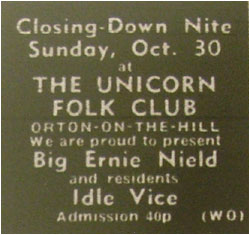 Closing-Down Nite
Sunday, Oct. 30
at
THE UNICORN
FOLK CLUB
ORTON-ON-THE-HILL
We are proud to present
Big Ernie Nield
and residents
Idle Vice
Admission 40p (WO)